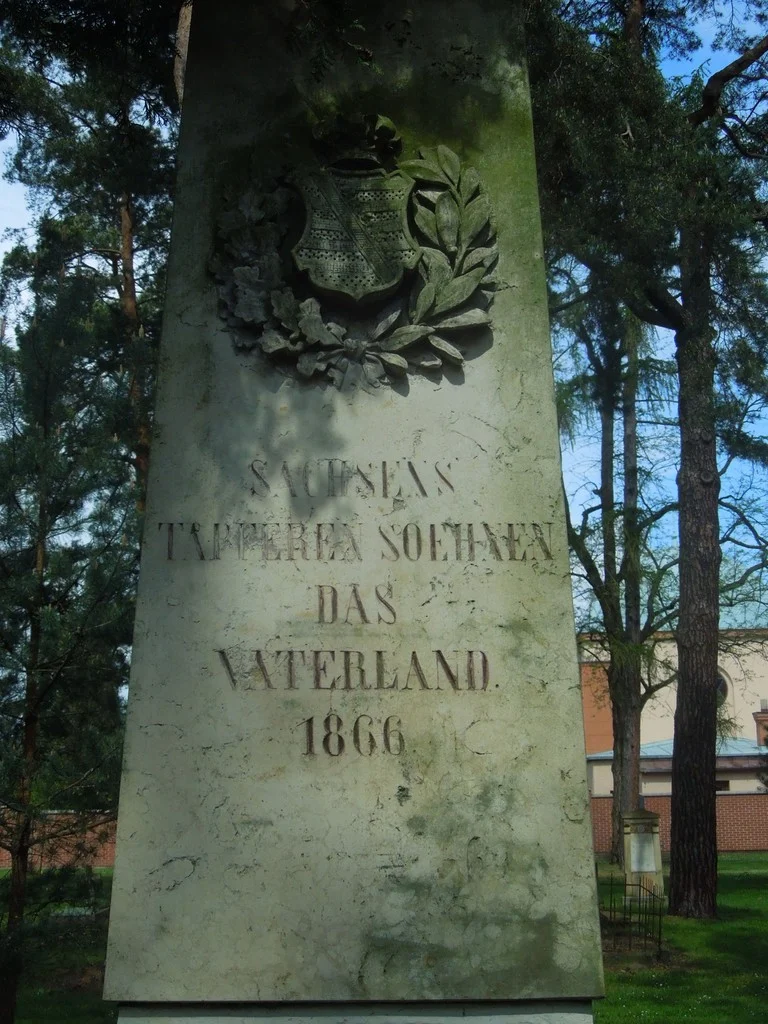 SACHSENS
TAPFEREN SOEHNEN
DAS
VATERLAND.
1866.